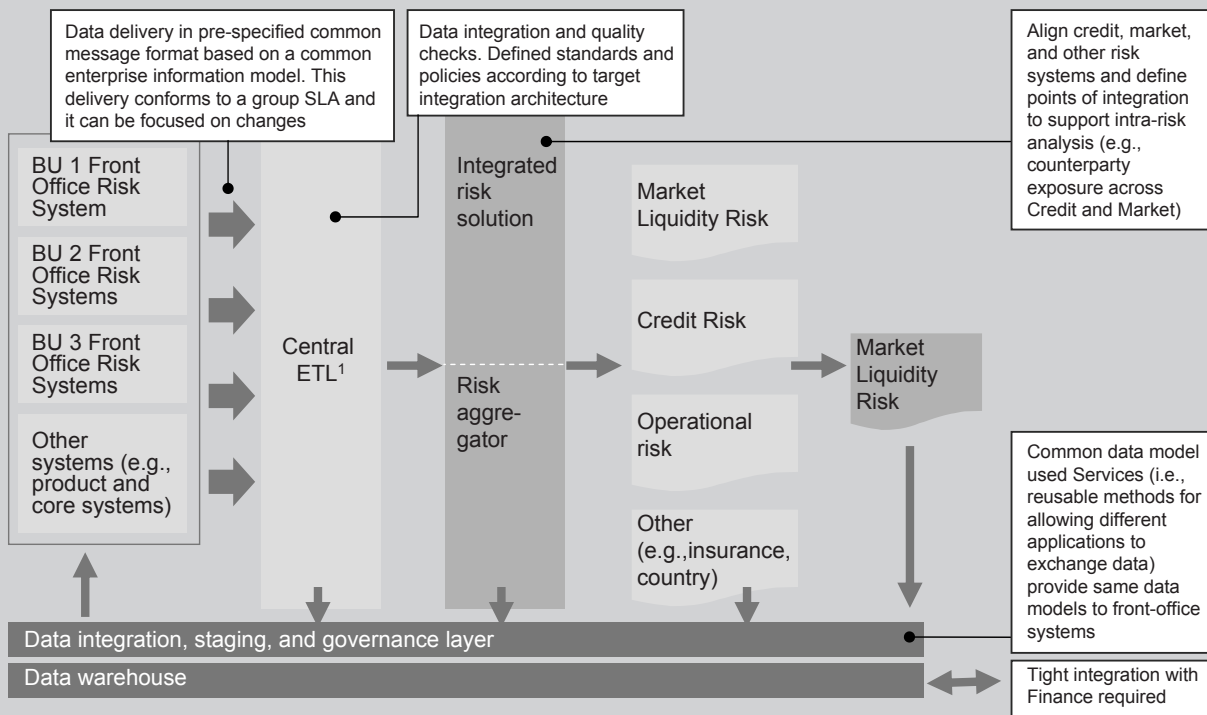 Data delivery in pre-specified common
message format based on a common
enterprise information model. This
delivery conforms to a group SLA and
it can be focused on changes
Data integration and quality
checks. Defined standards and
policies according to target
integration architecture
Align credit, market,
and other risk
systems and define
points of integration
to support intra-risk
analysis (e.g.,
counterparty
exposure across
Credit and Market)
BU 1 Front
Office Risk
System
BU 2 Front
Office Risk
Systems
BU 3 Front
Office Risk
Systems
Other
systems (e.g.,
product and
core systems)
Central
ETL¹
Integrated
risk
solution
Risk
aggre-
gator
Market
Liquidity Risk
Credit Risk
Operational
risk
Other
(e.g.,insurance,
country)
Market
Liquidity
Risk
Common data model
used Services (i.e.,
reusable methods for
allowing different
applications to
exchange data)
provide same data
models to front-office
systems
Data integration, staging, and governance layer
Data warehouse
Tight integration with
Finance required